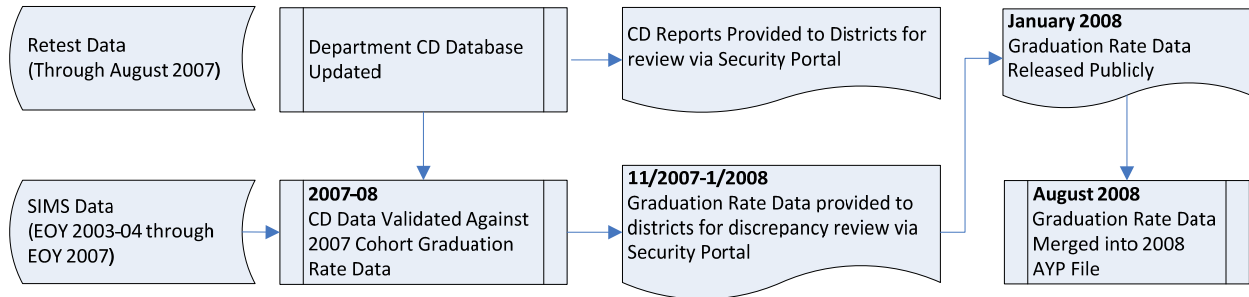 Retest Data
(Through August 2007)
Department CD Database
Updated
CD Reports Provided to Districts for
review via Security Portal
January 2008
Graduation Rate Data
Released Publicly
SIMS Data
(EOY 2003-04 through
EOY 2007)
2007-08
CD Data Validated Against
2007 Cohort Graduation
Rate Data
11/2007-1/2008
Graduation Rate Data provided to
districts for discrepancy review via
Security Portal
August 2008
Graduation Rate Data
Merged into 2008
AYP File